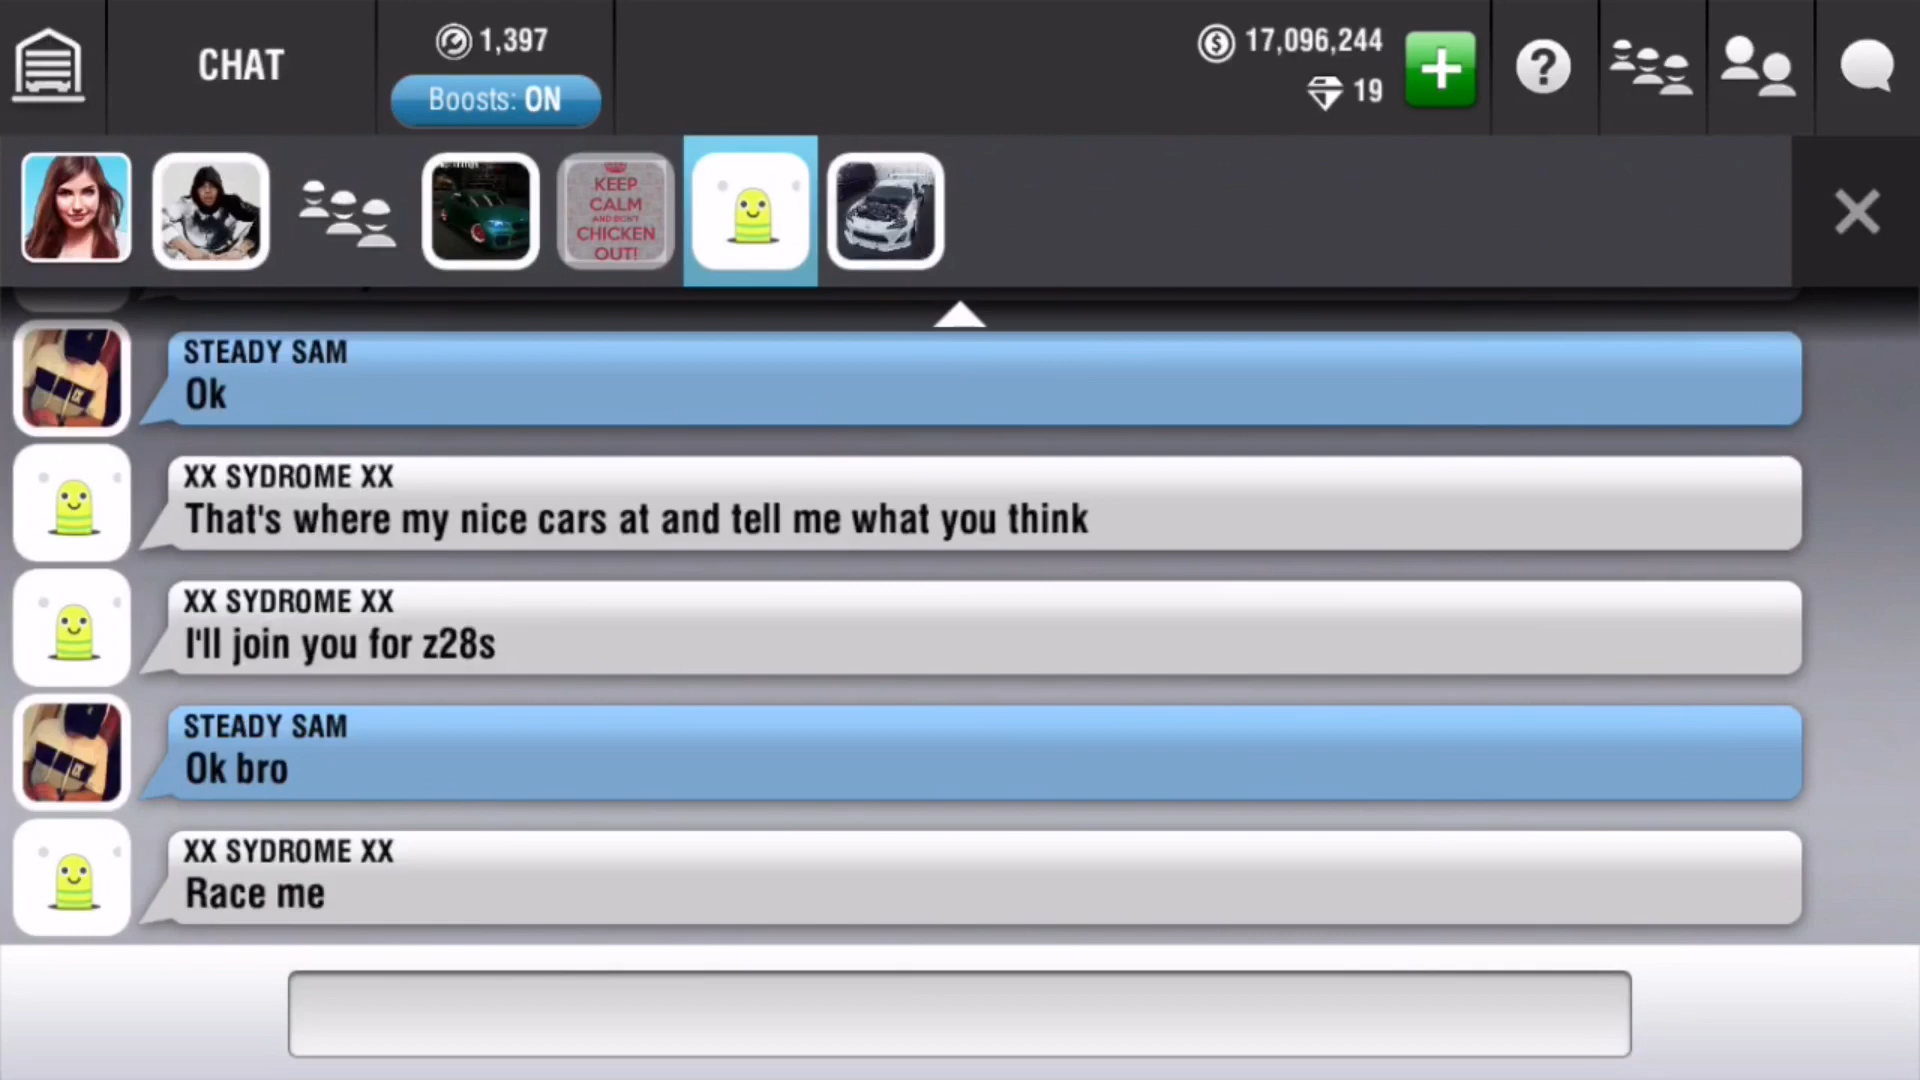 CHAT
1,397
Boosts: ON
17,096,244
19
?
KEEP
CALM
AND DON'T
CHICKEN
OUT!
STEADY SAM
Ok
XX SYDROME XX
That's where my nice cars at and tell me what you think
XX SYDROME XX
I'll join you for z28s
STEADY SAM
Ok bro
XX SYDROME XX
Race me